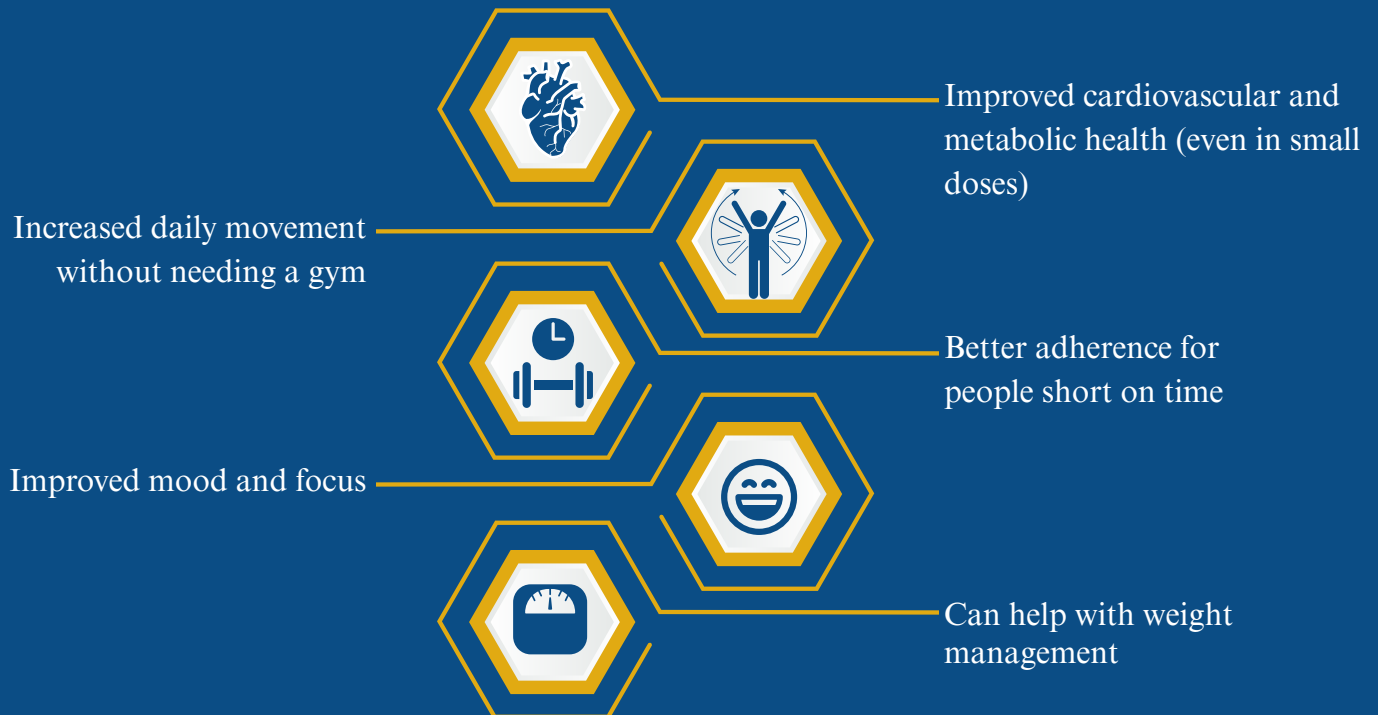 Improved cardiovascular and
metabolic health (even in small
doses)
Increased daily movement
without needing a gym
Better adherence for
people short on time
Improved mood and focus
Can help with weight
management